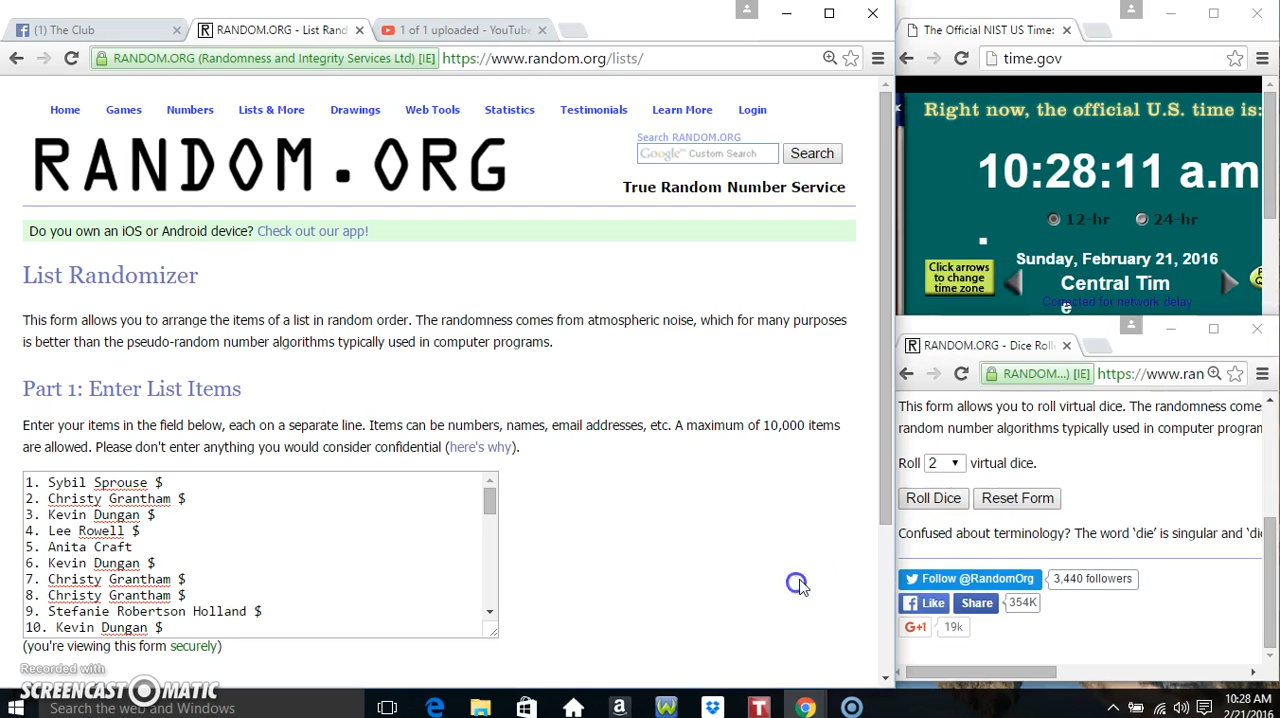 (1) The Club
RANDOM.ORG - List Rand
1 of 1 uploaded - YouTube
RANDOM.ORG (Randomness and Integrity Services Ltd) [IE] https://www.random.org/lists/
Home Games Numbers Lists & More Drawings Web Tools Statistics Testimonials Learn More Login
RANDOM.ORG
Search RANDOM.ORG
Google™ Custom Search Search
True Random Number Service
Do you own an iOS or Android device? Check out our app!
List Randomizer
This form allows you to arrange the items of a list in random order. The randomness comes from atmospheric noise, which for many purposes
is better than the pseudo-random number algorithms typically used in computer programs.
Part 1: Enter List Items
Enter your items in the field below, each on a separate line. Items can be numbers, names, email addresses, etc. A maximum of 10,000 items
are allowed. Please don't enter anything you would consider confidential (here's why).
1. Sybil Sprouse $
2. Christy Grantham $
3. Kevin Dungan $
4. Lee Rowell $
5. Anita Craft
6. Kevin Dungan $
7. Christy Grantham $
8. Christy Grantham $
9. Stefanie Robertson Holland $
10. Kevin Dungan $
(you're viewing this form securely)
Recorded with
SCREENCAST-O-MATIC
Search the web and Windows
The Official NIST US Time:
time.gov
Right now, the official U.S. time is:
10:28:11 a.m
12-hr 24-hr
Sunday, February 21, 2016
Click arrows
to change
time zone
Central Tim
e
Corrected for network delay
RANDOM.ORG - Dice Roll
RANDOM...) [IE] https://www.ran
This form allows you to roll virtual dice. The randomness come
random number algorithms typically used in computer program
Roll 2 virtual dice.
Roll Dice Reset Form
Confused about terminology? The word 'die' is singular and 'di
Follow @RandomOrg 3,440 followers
Like Share 354K
G+1 19k
10:28 AM
2/21/2016